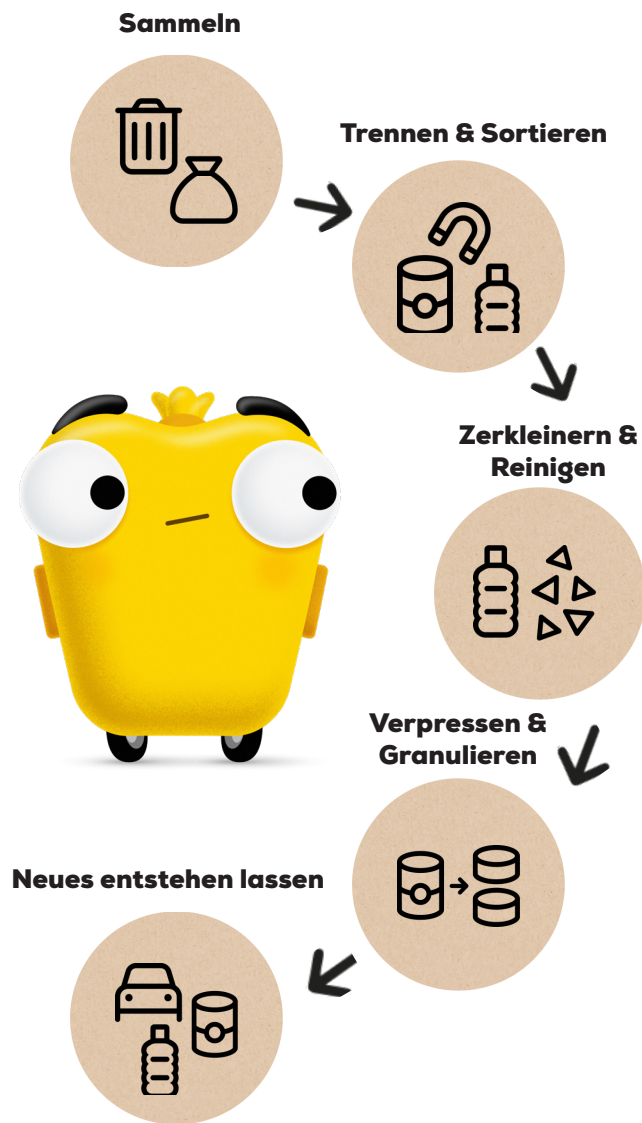 Sammeln
Trennen & Sortieren
Zerkleinern &
Reinigen
Verpressen &
Granulieren
Neues entstehen lassen